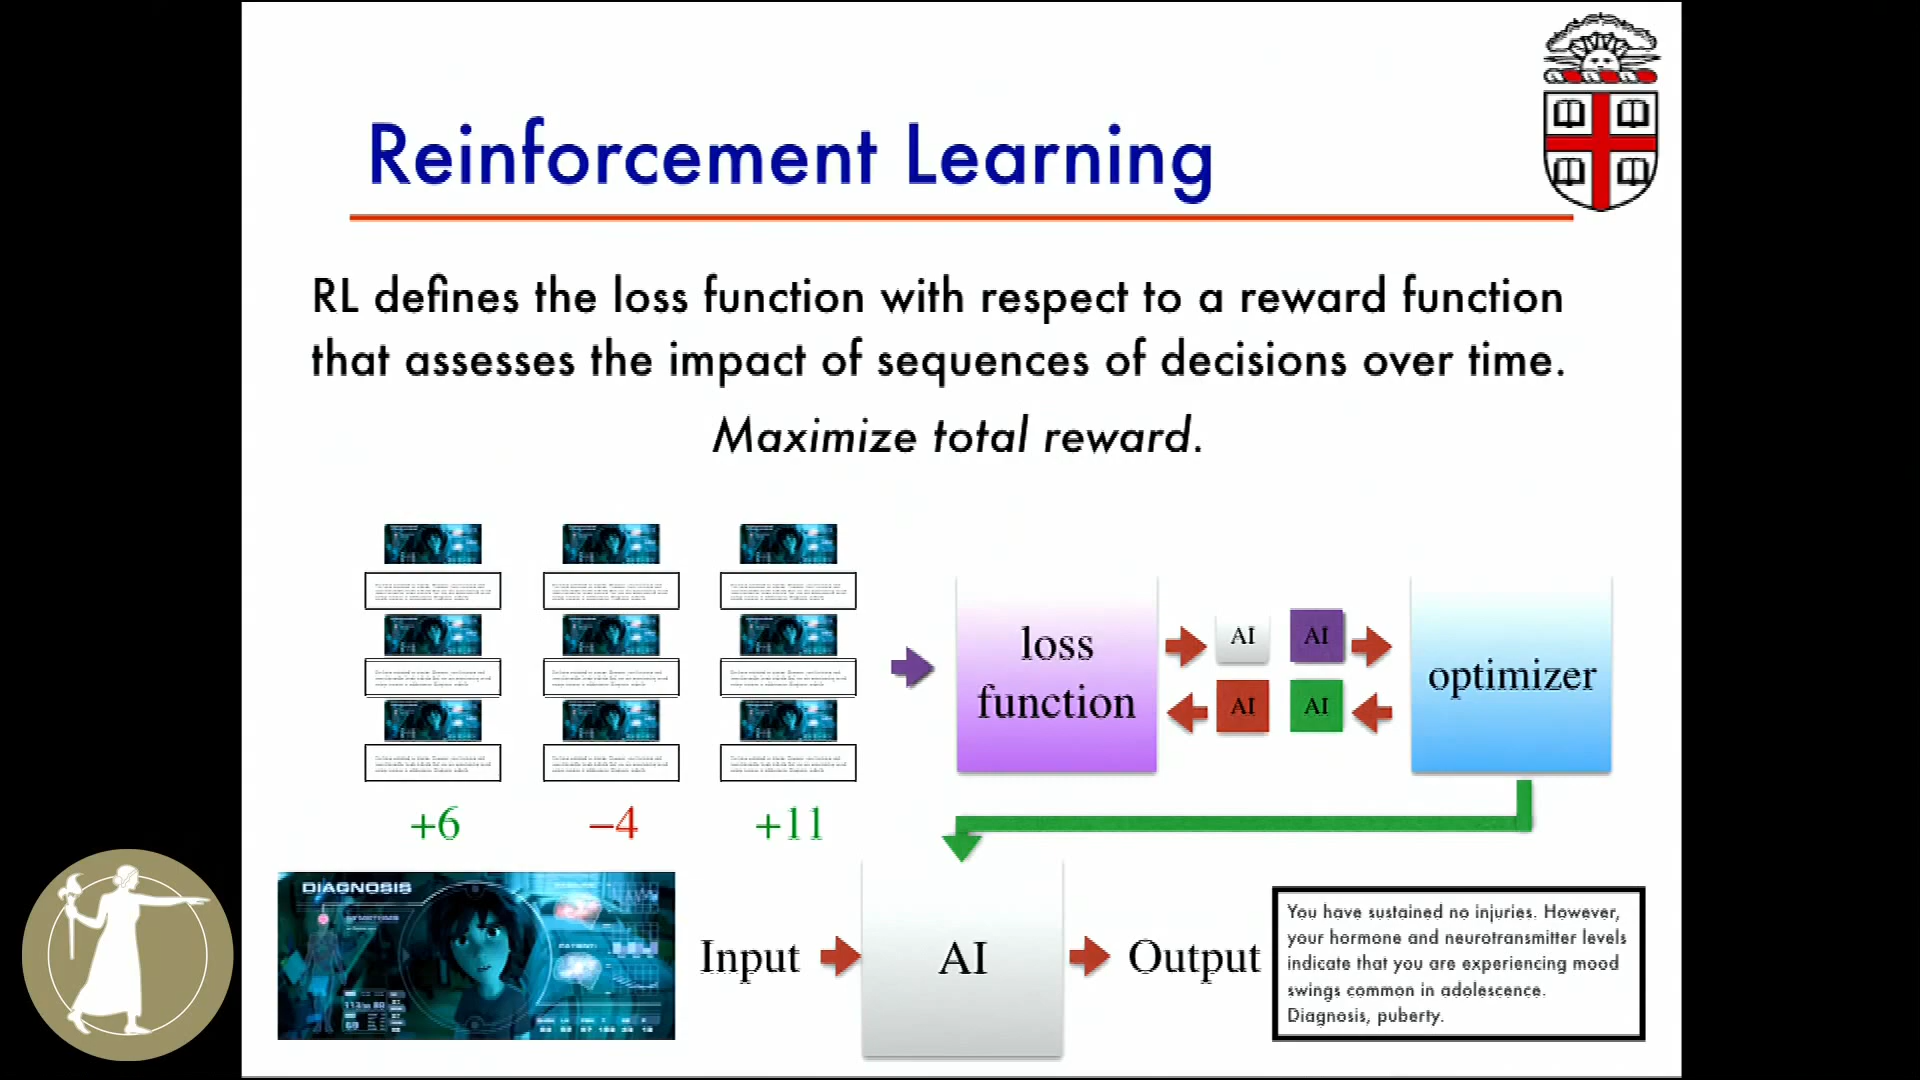 Reinforcement Learning
RL defines the loss function with respect to a reward function
that assesses the impact of sequences of decisions over time.
Maximize total reward.
loss
function
AI
AI
AI
AI
optimizer
+6
−4
+11
DIAGNOSIS
SYMPTOMS
Input
AI
Output
You have sustained no injuries. However,
your hormone and neurotransmitter levels
indicate that you are experiencing mood
swings common in adolescence.
Diagnosis, puberty.